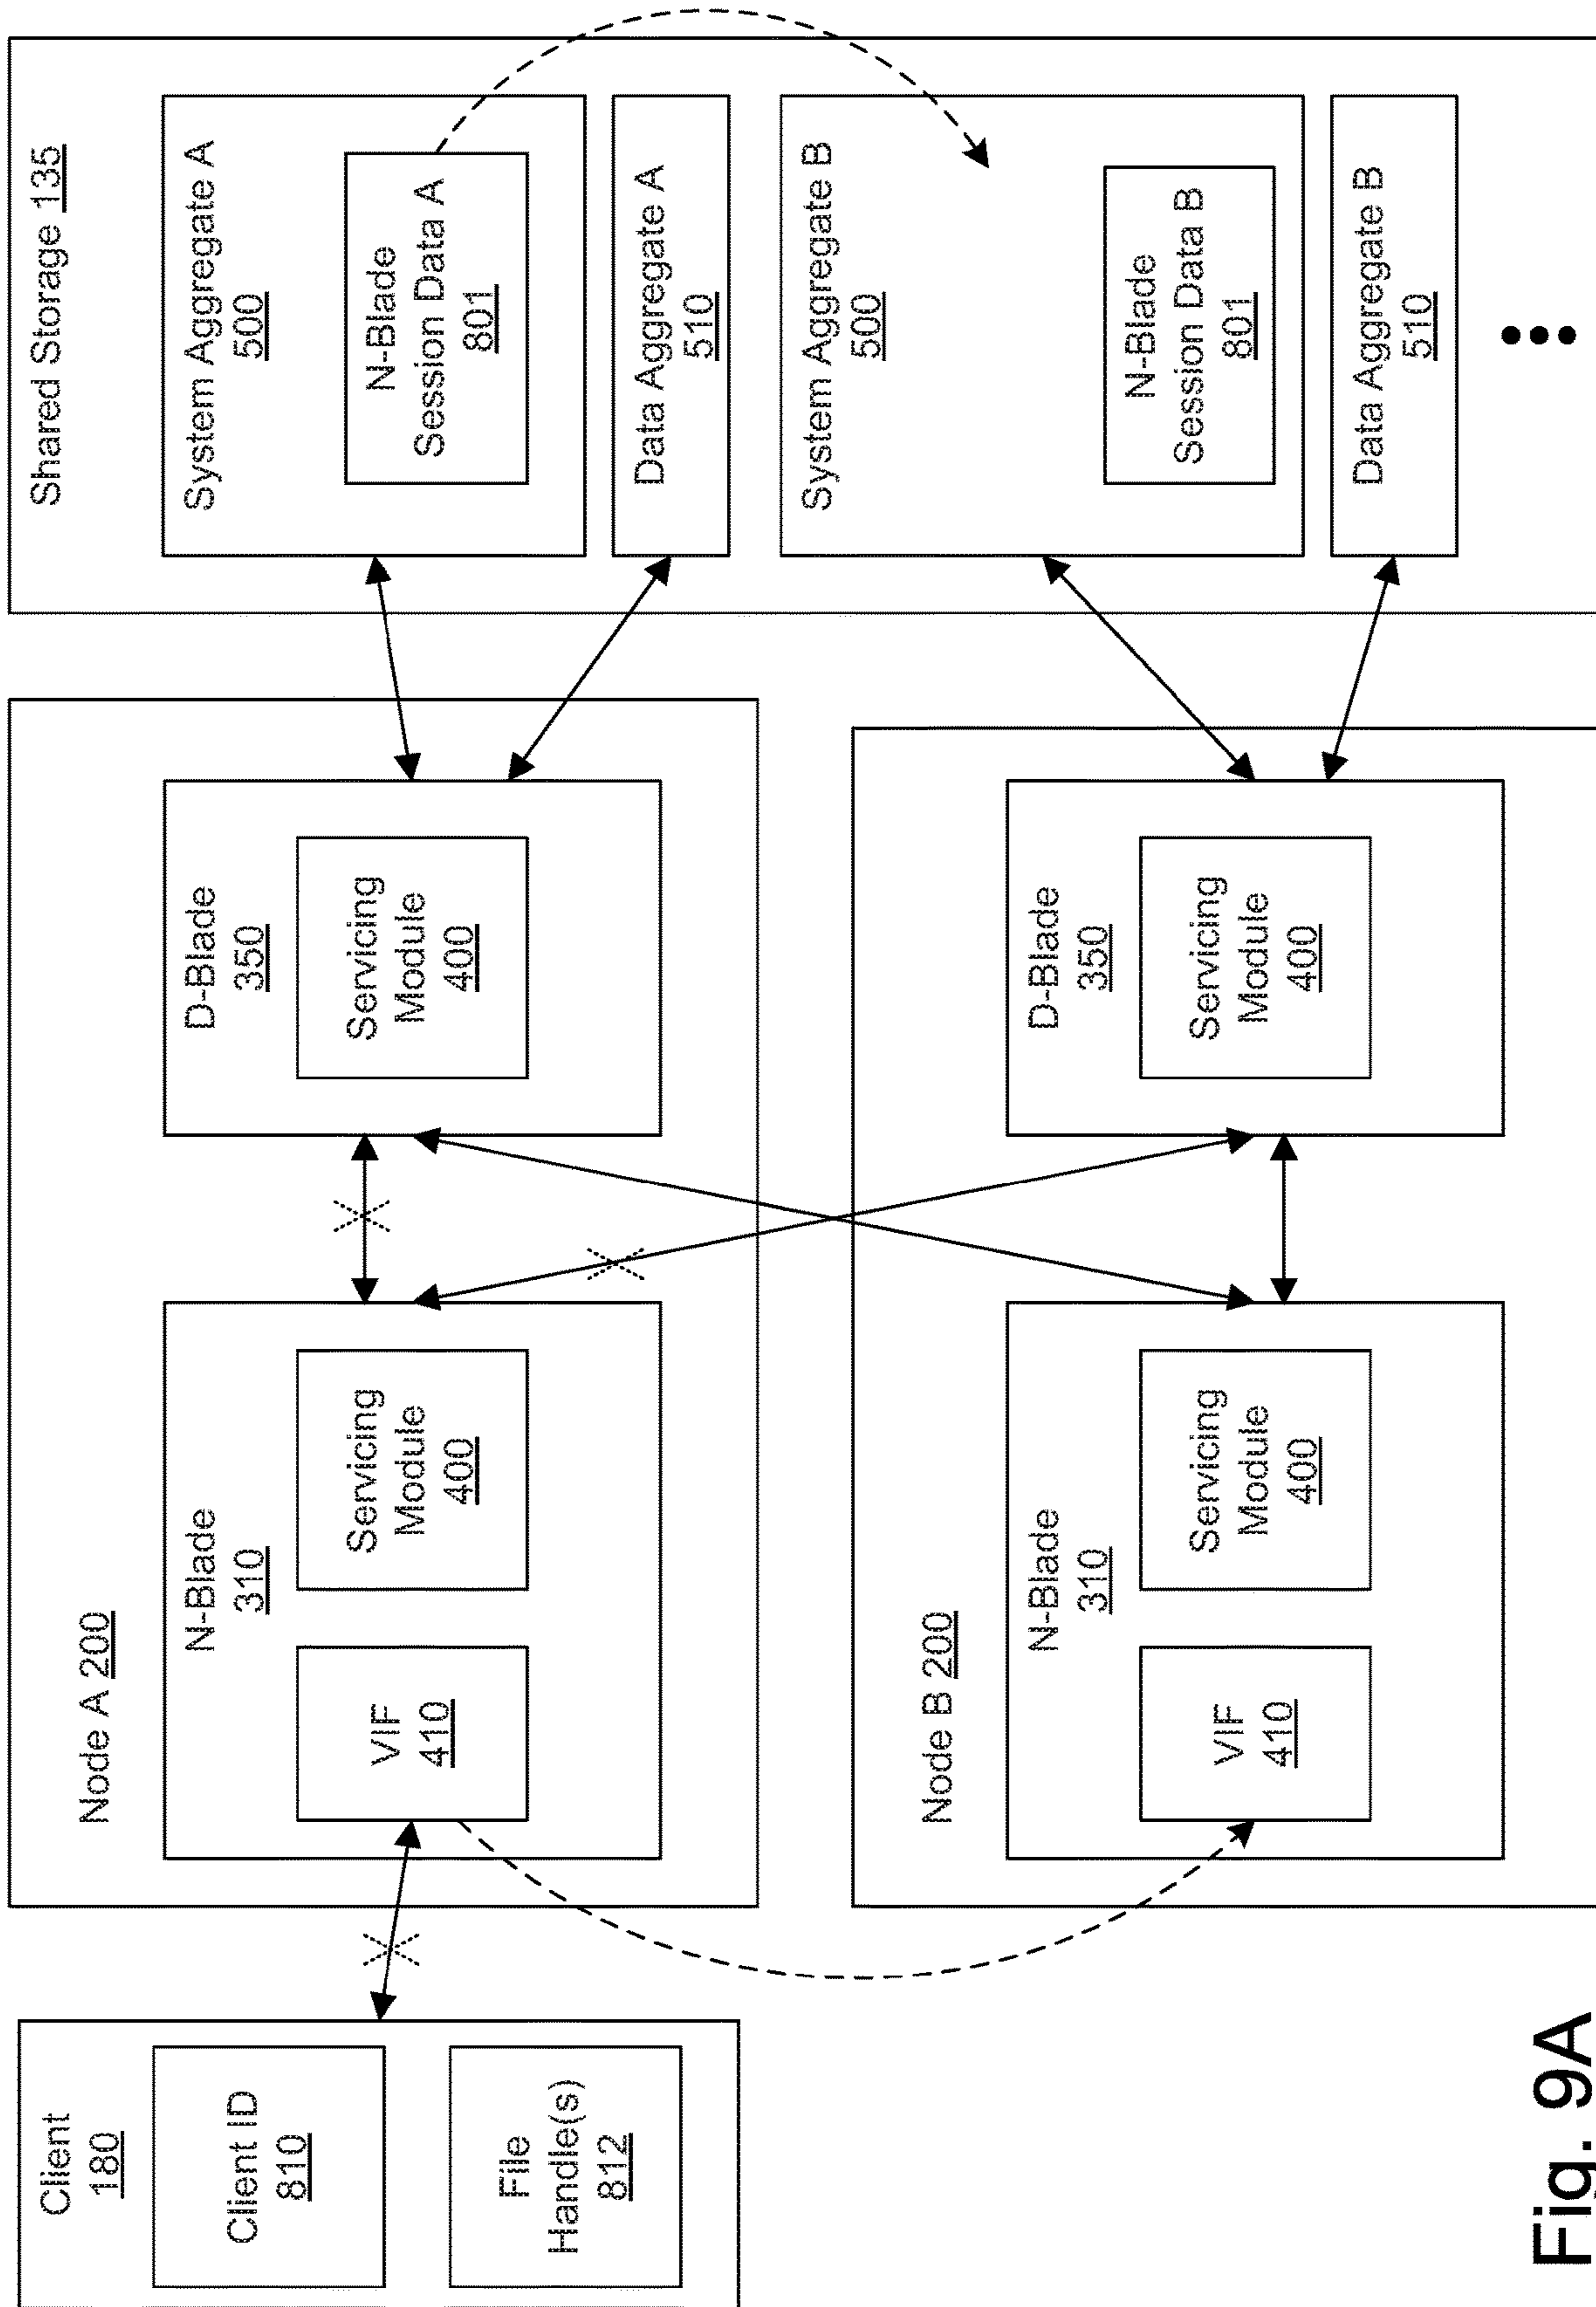 Client
180
Client ID
810
File
Handle(s)
812
Node A 200
N-Blade
310
VIF
410
Servicing
Module
400
D-Blade
350
Servicing
Module
400
Node B 200
N-Blade
310
VIF
410
Servicing
Module
400
D-Blade
350
Servicing
Module
400
Shared Storage 135
System Aggregate A
500
N-Blade
Session Data A
801
Data Aggregate A
510
System Aggregate B
500
N-Blade
Session Data B
801
Data Aggregate B
510
Fig. 9A